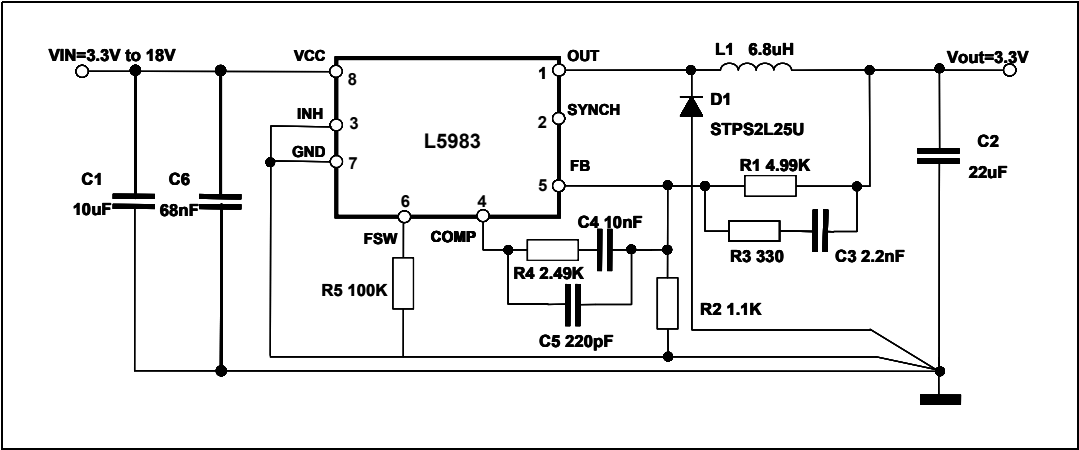 VIN=3.3V to 18V
VCC
8
INH
3
GND
7
L5983
OUT
1
SYNCH
2
FB
5
6
FSW
4
COMP
L1 6.8uH
Vout=3.3V
D1
STPS2L25U
C1
10uF
C6
68nF
C2
22uF
R1 4.99K
R3 330
C3 2.2nF
C4 10nF
R4 2.49K
C5 220pF
R5 100K
R2 1.1K